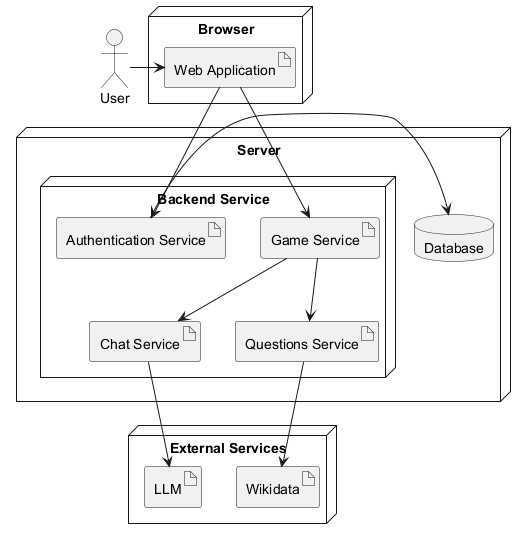 Browser
Web Application
User
Server
Backend Service
Authentication Service
Game Service
Database
Chat Service
Questions Service
External Services
LLM
Wikidata